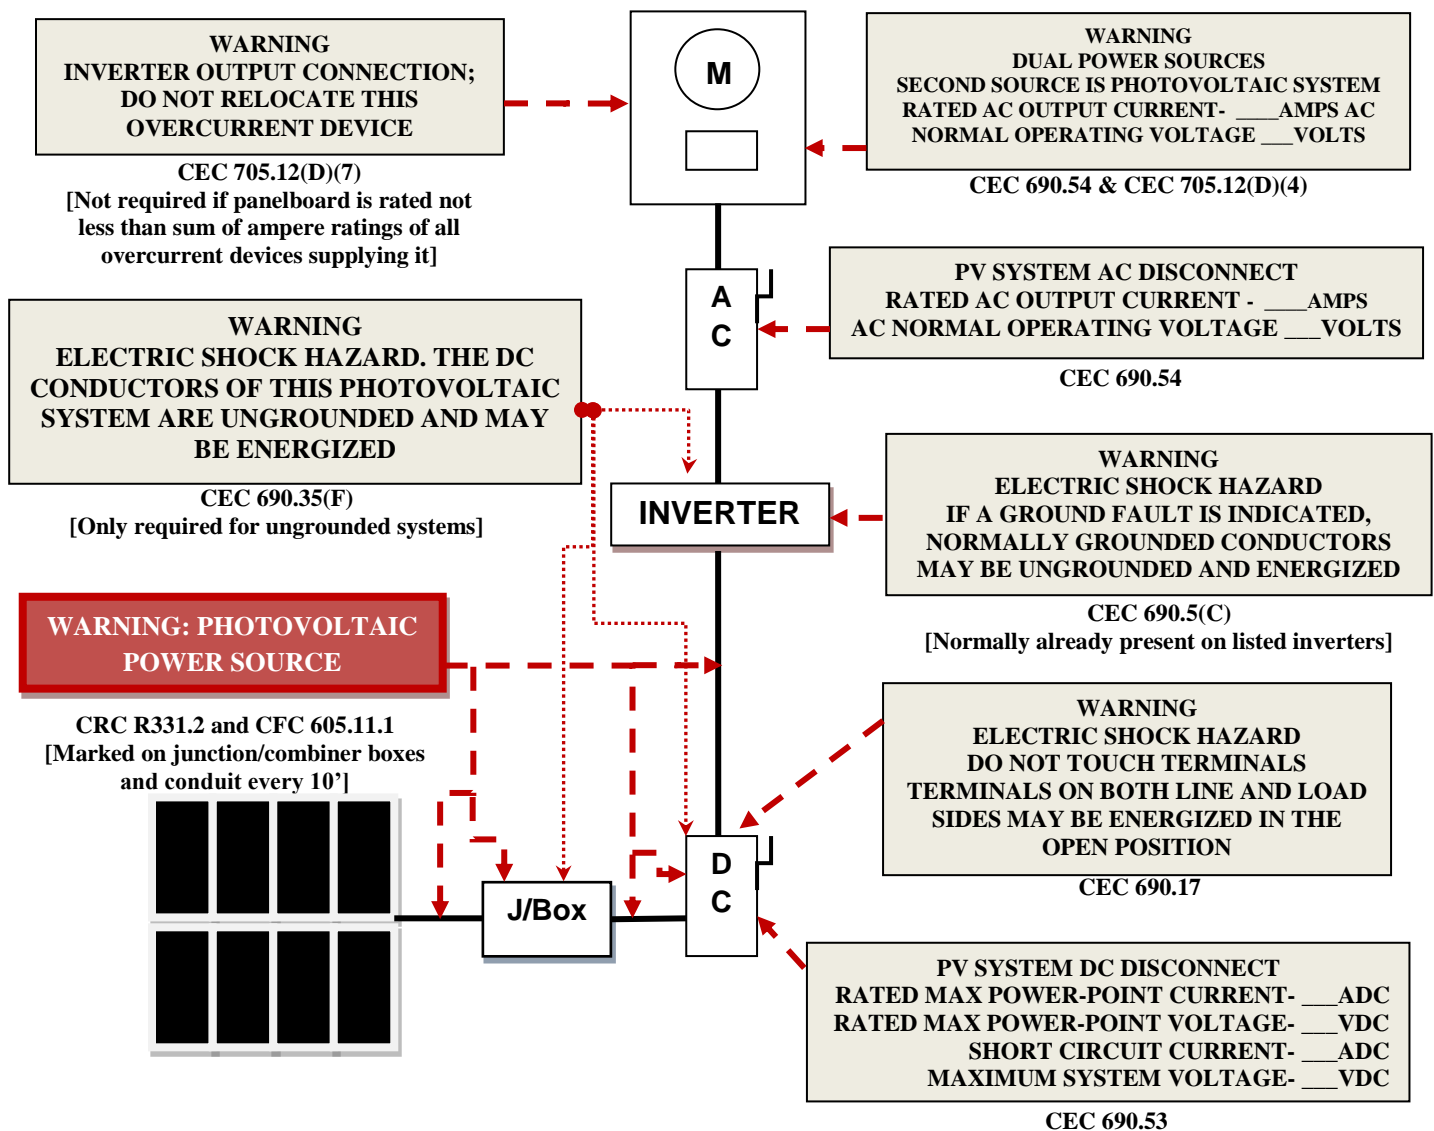 WARNING
INVERTER OUTPUT CONNECTION;
DO NOT RELOCATE THIS
OVERCURRENT DEVICE
CEC 705.12(D)(7)
[Not required if panelboard is rated not
less than sum of ampere ratings of all
overcurrent devices supplying it]
M
WARNING
DUAL POWER SOURCES
SECOND SOURCE IS PHOTOVOLTAIC SYSTEM
RATED AC OUTPUT CURRENT- ____AMPS AC
NORMAL OPERATING VOLTAGE ___VOLTS
CEC 690.54 & CEC 705.12(D)(4)
A
C
PV SYSTEM AC DISCONNECT
RATED AC OUTPUT CURRENT - ____AMPS
AC NORMAL OPERATING VOLTAGE ___VOLTS
CEC 690.54
WARNING
ELECTRIC SHOCK HAZARD. THE DC
CONDUCTORS OF THIS PHOTOVOLTAIC
SYSTEM ARE UNGROUNDED AND MAY
BE ENERGIZED
CEC 690.35(F)
[Only required for ungrounded systems]
INVERTER
WARNING
ELECTRIC SHOCK HAZARD
IF A GROUND FAULT IS INDICATED,
NORMALLY GROUNDED CONDUCTORS
MAY BE UNGROUNDED AND ENERGIZED
CEC 690.5(C)
[Normally already present on listed inverters]
WARNING: PHOTOVOLTAIC
POWER SOURCE
CRC R331.2 and CFC 605.11.1
[Marked on junction/combiner boxes
and conduit every 10’]
WARNING
ELECTRIC SHOCK HAZARD
DO NOT TOUCH TERMINALS
TERMINALS ON BOTH LINE AND LOAD
SIDES MAY BE ENERGIZED IN THE
OPEN POSITION
CEC 690.17
J/Box
D
C
PV SYSTEM DC DISCONNECT
RATED MAX POWER-POINT CURRENT- ___ADC
RATED MAX POWER-POINT VOLTAGE- ___VDC
SHORT CIRCUIT CURRENT- ___ADC
MAXIMUM SYSTEM VOLTAGE- ___VDC
CEC 690.53